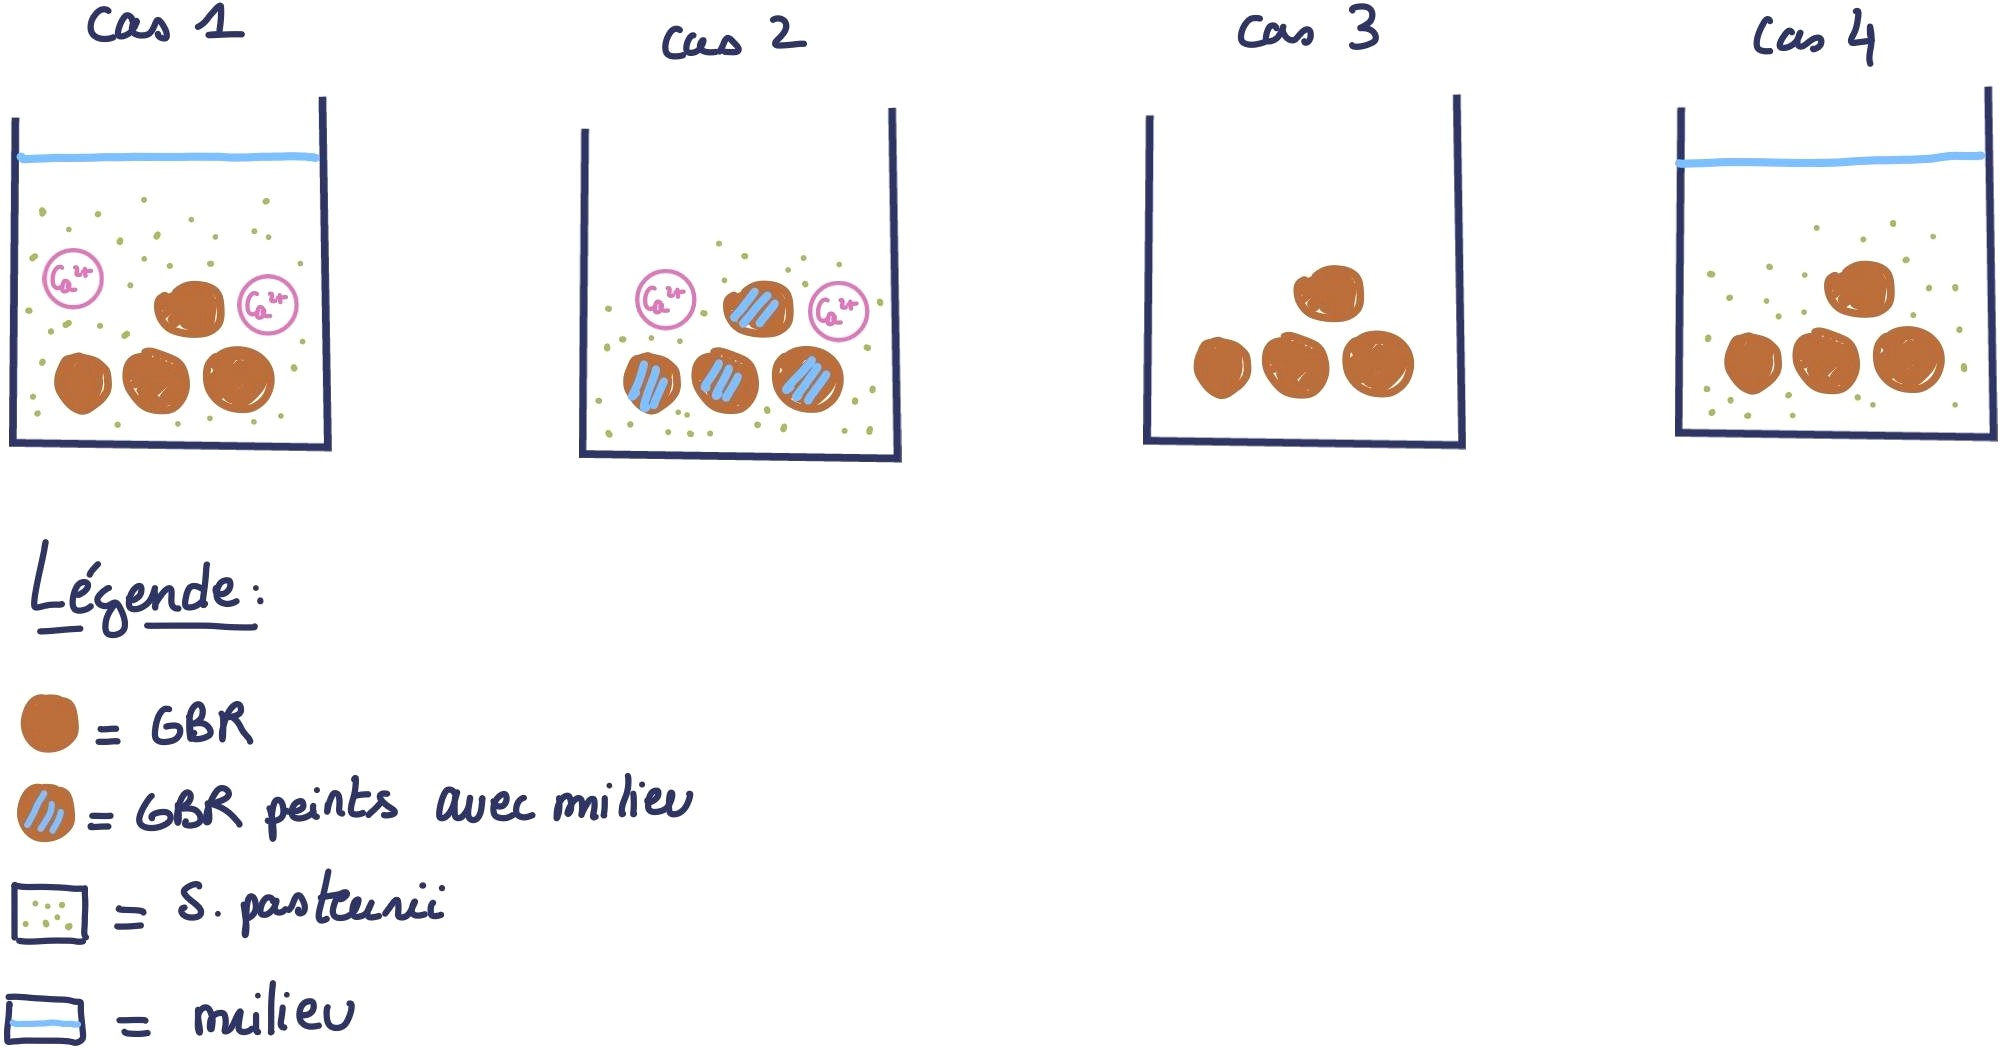 Cas 1
Cas 2
Cas 3
Cas 4
Ca²⁺
Ca²⁺
Ca²⁺
Ca²⁺
Légende :
= GBR
= GBR peints avec milieu
= S. pasteurii
= milieu